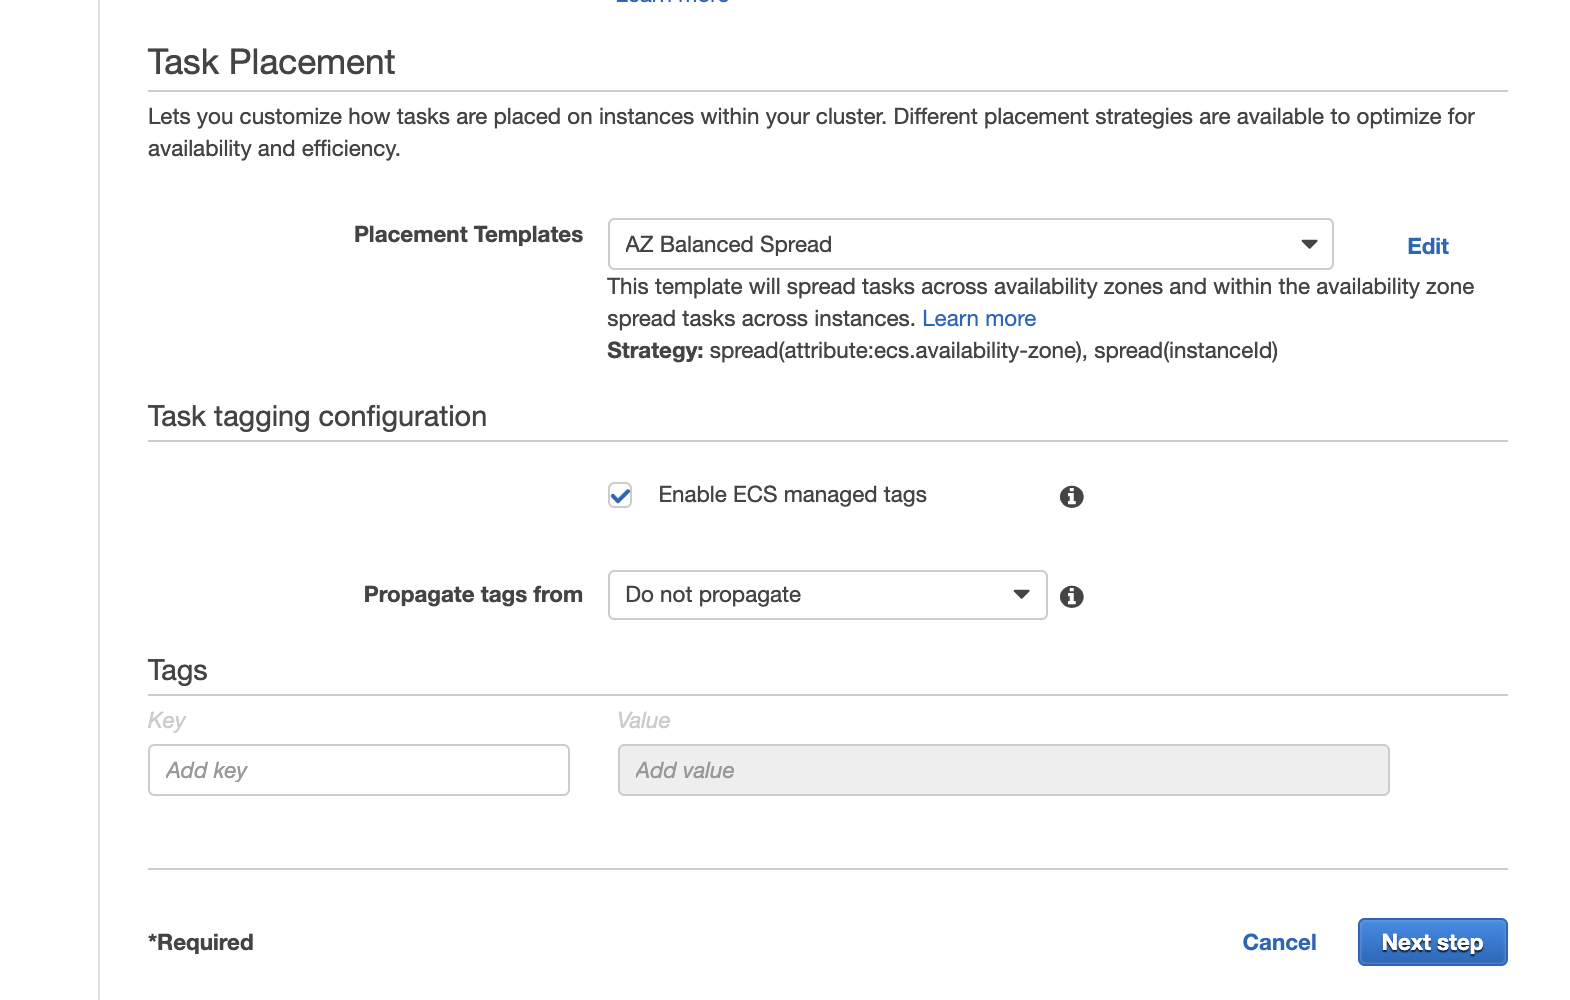 Learn more
Task Placement
Lets you customize how tasks are placed on instances within your cluster. Different placement strategies are available to optimize for
availability and efficiency.
Placement Templates
AZ Balanced Spread
Edit
This template will spread tasks across availability zones and within the availability zone
spread tasks across instances. Learn more
Strategy: spread(attribute:ecs.availability-zone), spread(instanceId)
Task tagging configuration
Enable ECS managed tags
Propagate tags from
Do not propagate
Tags
Key
Value
Add key
Add value
*Required
Cancel
Next step